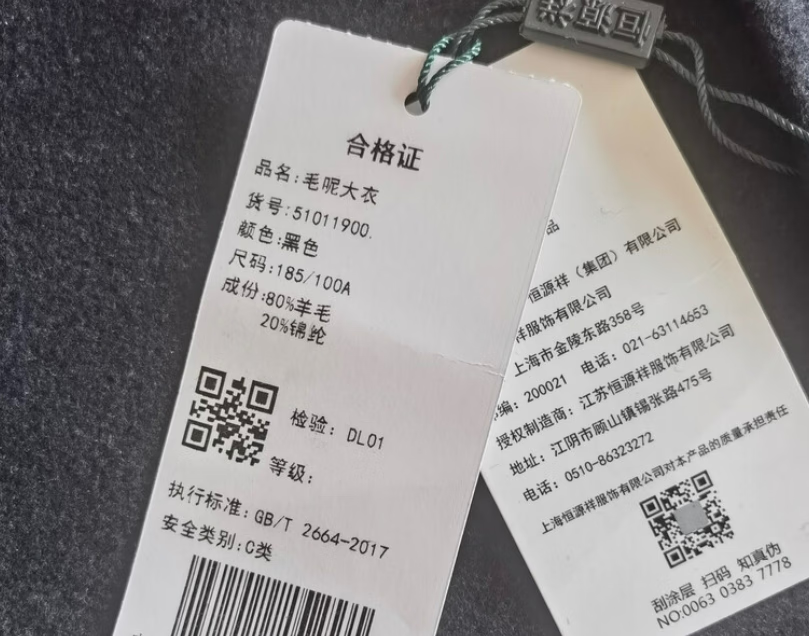 恒源祥
合格证
品名:毛呢大衣
货号:51011900.
颜色:黑色
尺码:185/100A
成份:80%羊毛
20%锦纶
检验: DL01
等级:
执行标准: GB/T 2664-2017
安全类别:C类
品
恒源祥（集团）有限公司
祥服饰有限公司
上海市金陵东路358号
编: 200021 电话: 021-63114653
授权制造商: 江苏恒源祥服饰有限公司
地址: 江阴市顾山镇锡张路475号
电话: 0510-86323272
上海恒源祥服饰有限公司对本产品的质量承担责任
刮涂层 扫码 知真伪
NO:0063 0383 7778